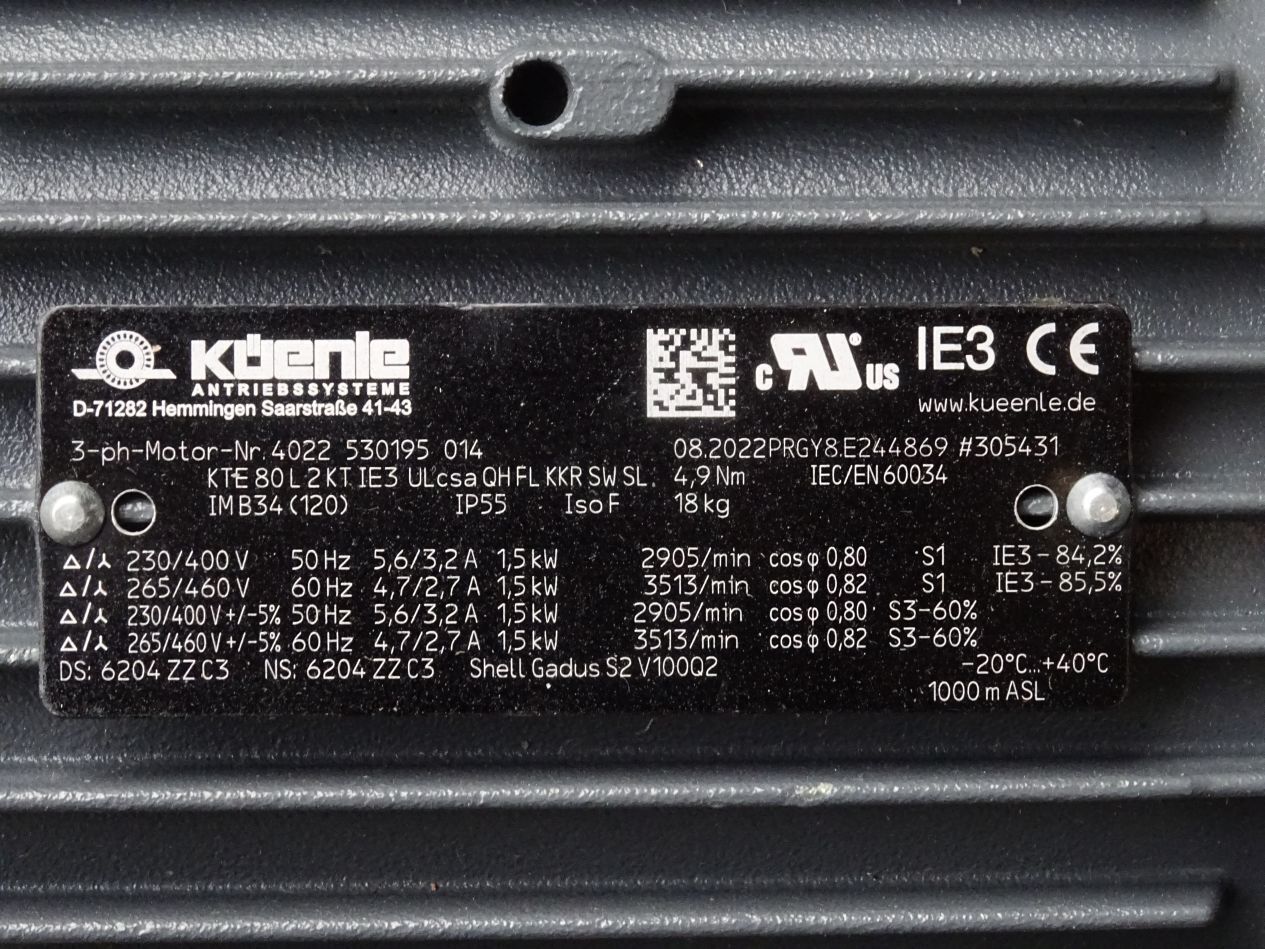 KÜenle
ANTRIEBSSYSTEME
D-71282 Hemmingen Saarstraße 41-43
c RU US IE3 CE
www.kueenle.de
3-ph-Motor-Nr. 4022 530195 014 08.2022PRGY8.E244869 #305431
KTE 80 L 2 KT IE3 ULcsa QH FL KKR SW SL 4,9 Nm IEC/EN 60034
IM B34 (120) IP55 Iso F 18 kg
Δ/⅄ 230/400 V 50 Hz 5,6/3,2 A 1,5 kW 2905/min cos φ 0,80 S1 IE3 - 84,2%
Δ/⅄ 265/460 V 60 Hz 4,7/2,7 A 1,5 kW 3513/min cos φ 0,82 S1 IE3 - 85,5%
Δ/⅄ 230/400 V +/-5% 50 Hz 5,6/3,2 A 1,5 kW 2905/min cos φ 0,80 S3-60%
Δ/⅄ 265/460 V +/-5% 60 Hz 4,7/2,7 A 1,5 kW 3513/min cos φ 0,82 S3-60%
DS: 6204 ZZ C3 NS: 6204 ZZ C3 Shell Gadus S2 V100Q2 -20°C...+40°C
1000 m ASL